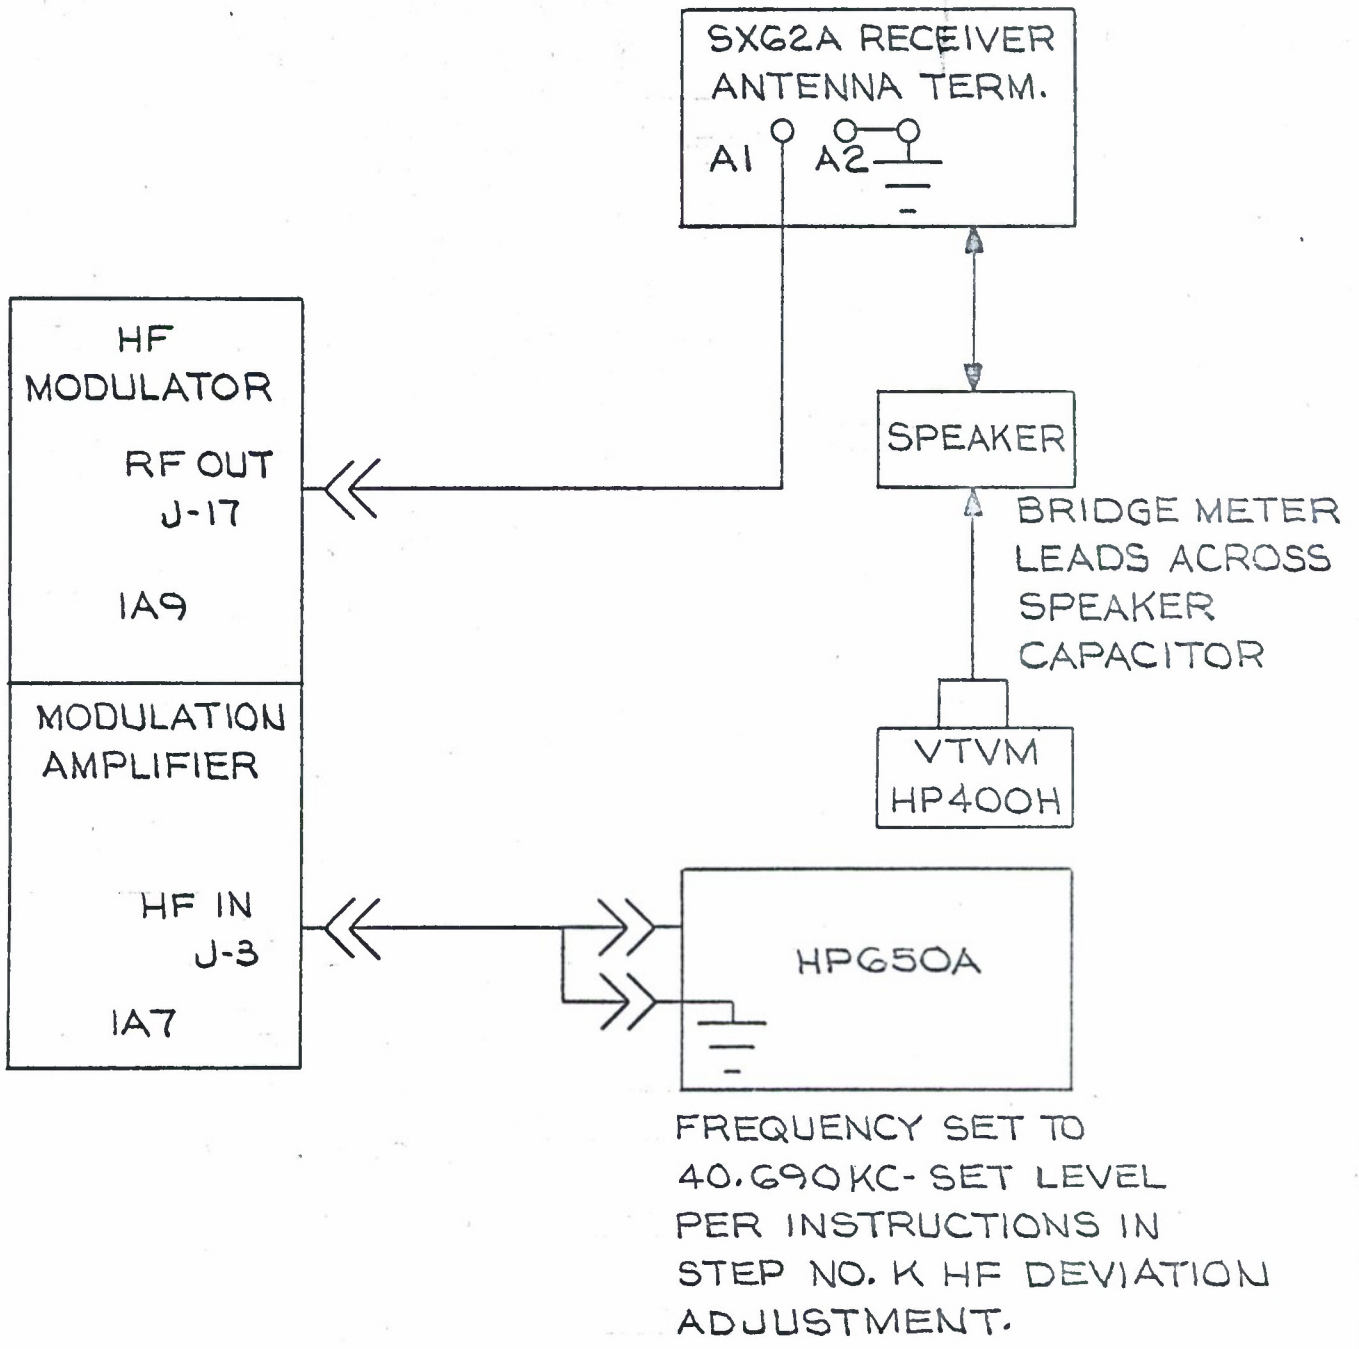 SX62A RECEIVER
ANTENNA TERM.
A1 A2
HF
MODULATOR
RF OUT
J-17
1A9
SPEAKER
BRIDGE METER
LEADS ACROSS
SPEAKER
CAPACITOR
MODULATION
AMPLIFIER
VTVM
HP400H
HF IN
J-3
1A7
HP650A
FREQUENCY SET TO
40.690KC-SET LEVEL
PER INSTRUCTIONS IN
STEP NO. K HF DEVIATION
ADJUSTMENT.